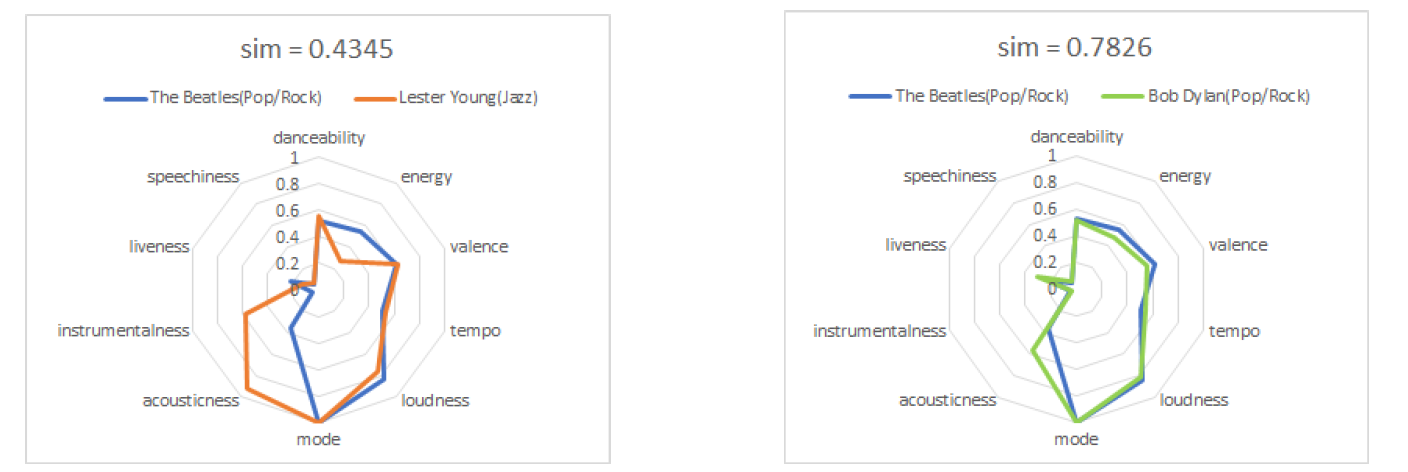 sim = 0.4345
The Beatles(Pop/Rock) Lester Young(Jazz)
danceability
1
speechiness
energy
0.8
0.6
liveness
0.4
valence
0.2
0
instrumentalness
tempo
acousticness
loudness
mode
sim = 0.7826
The Beatles(Pop/Rock) Bob Dylan(Pop/Rock)
danceability
1
speechiness
energy
0.8
0.6
liveness
0.4
valence
0.2
0
instrumentalness
tempo
acousticness
loudness
mode